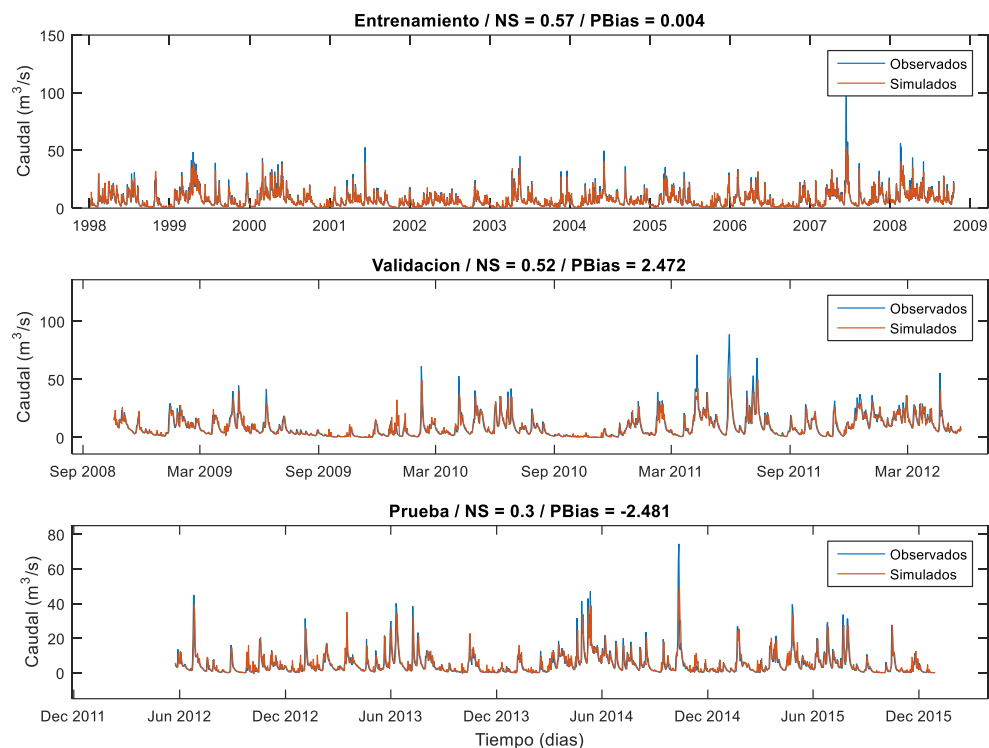 Entrenamiento / NS = 0.57 / PBias = 0.004
Caudal (m³/s)
150
100
50
0
Observados
Simulados
1998 1999 2000 2001 2002 2003 2004 2005 2006 2007 2008 2009
Validacion / NS = 0.52 / PBias = 2.472
Caudal (m³/s)
100
50
0
Observados
Simulados
Sep 2008 Mar 2009 Sep 2009 Mar 2010 Sep 2010 Mar 2011 Sep 2011 Mar 2012
Prueba / NS = 0.3 / PBias = -2.481
Caudal (m³/s)
80
60
40
20
0
Observados
Simulados
Dec 2011 Jun 2012 Dec 2012 Jun 2013 Dec 2013 Jun 2014 Dec 2014 Jun 2015 Dec 2015
Tiempo (dias)